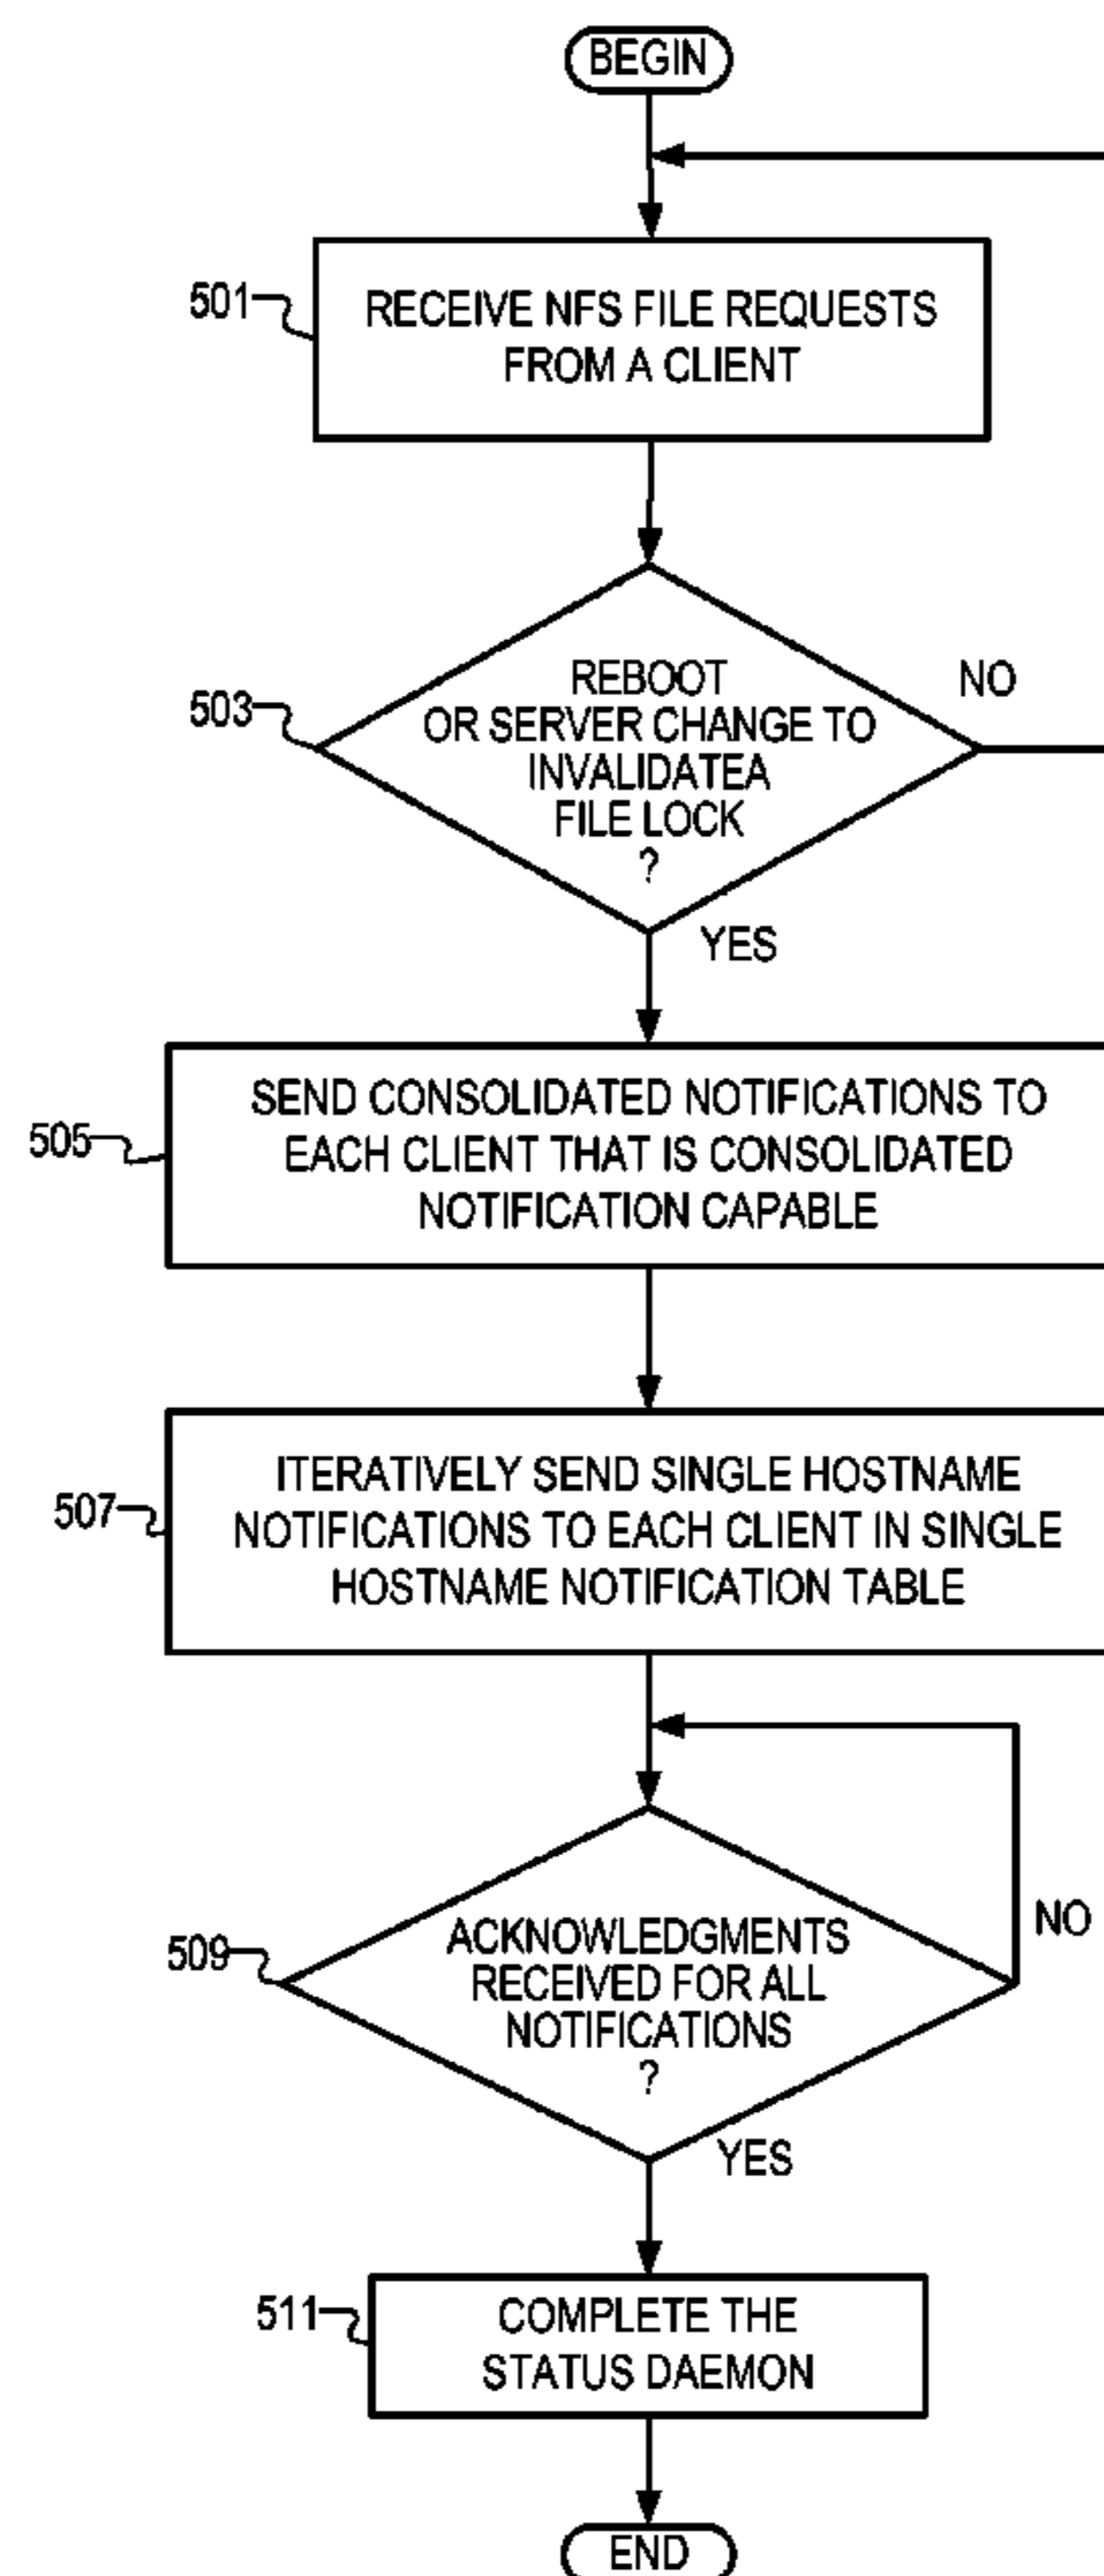 BEGIN
501
RECEIVE NFS FILE REQUESTS
FROM A CLIENT
503
REBOOT
OR SERVER CHANGE TO
INVALIDATEA
FILE LOCK
?
NO
YES
505
SEND CONSOLIDATED NOTIFICATIONS TO
EACH CLIENT THAT IS CONSOLIDATED
NOTIFICATION CAPABLE
507
ITERATIVELY SEND SINGLE HOSTNAME
NOTIFICATIONS TO EACH CLIENT IN SINGLE
HOSTNAME NOTIFICATION TABLE
509
ACKNOWLEDGMENTS
RECEIVED FOR ALL
NOTIFICATIONS
?
NO
YES
511
COMPLETE THE
STATUS DAEMON
END